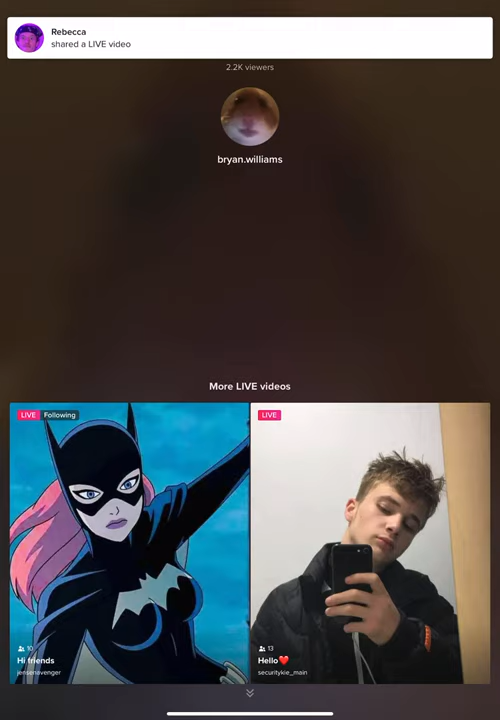 Rebecca
shared a LIVE video
2.2K viewers
bryan.williams
More LIVE videos
LIVE Following
10
Hi friends
jensenavenger
LIVE
13
Hello❤️
securitykie_main